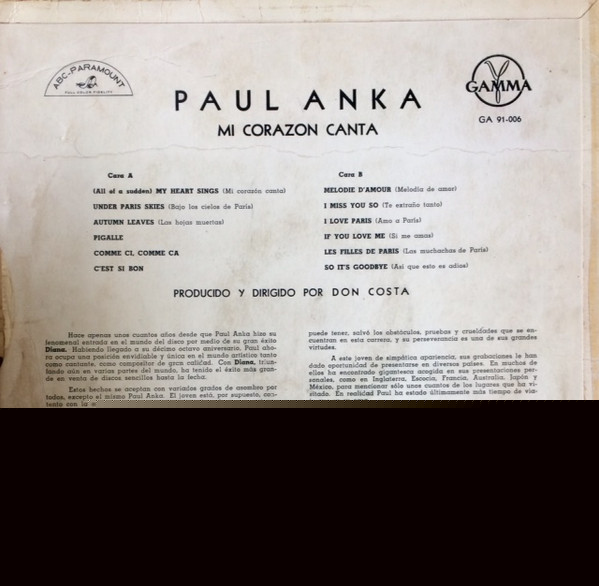 ABC-PARAMOUNT
FULL COLOR FIDELITY
GAMMA
GA 91-006
PAUL ANKA
MI CORAZON CANTA
Cara A
(All of a sudden) MY HEART SINGS (Mi corazón canta)
UNDER PARIS SKIES (Bajo los cielos de París)
AUTUMN LEAVES (Las hojas muertas)
PIGALLE
COMME CI, COMME CA
C'EST SI BON
Cara B
MELODIE D'AMOUR (Melodía de amor)
I MISS YOU SO (Te extraño tanto)
I LOVE PARIS (Amo a París)
IF YOU LOVE ME (Si me amas)
LES FILLES DE PARIS (Las muchachas de París)
SO IT'S GOODBYE (Así que esto es adios)
PRODUCIDO Y DIRIGIDO POR DON COSTA
Hace apenas unos cuantos años desde que Paul Anka hizo su
fenomenal entrada en el mundo del disco por medio de su gran éxito
Diana. Habiendo llegado a su décimo octavo aniversario, Paul aho-
ra ocupa una posición envidiable y única en el mundo artístico tanto
como cantante, como compositor de gran calidad. Con Diana, triun-
fando aún en varias partes del mundo, ha tenido el éxito más gran-
de en venta de discos sencillos hasta la fecha.
Estos hechos se aceptan con variados grados de asombro por
todos, excepto el mismo Paul Anka. El joven está, por supuesto, con-
tento con la
puede tener, salvó los obstáculos, pruebas y crueldades que se en-
cuentran en esta carrera, y su perseverancia es una de sus grandes
virtudes.
A este joven de simpática apariencia, sus grabaciones le han
dado oportunidad de presentarse en diversos países. En muchos de
ellos ha encontrado gigantesca acogida en sus presentaciones per-
sonales, como en Inglaterra, Escocia, Francia, Australia, Japón y
México, para mencionar sólo unos cuantos de los lugares que ha vi-
sitado. En realidad Paul ha estado últimamente más tiempo de via-